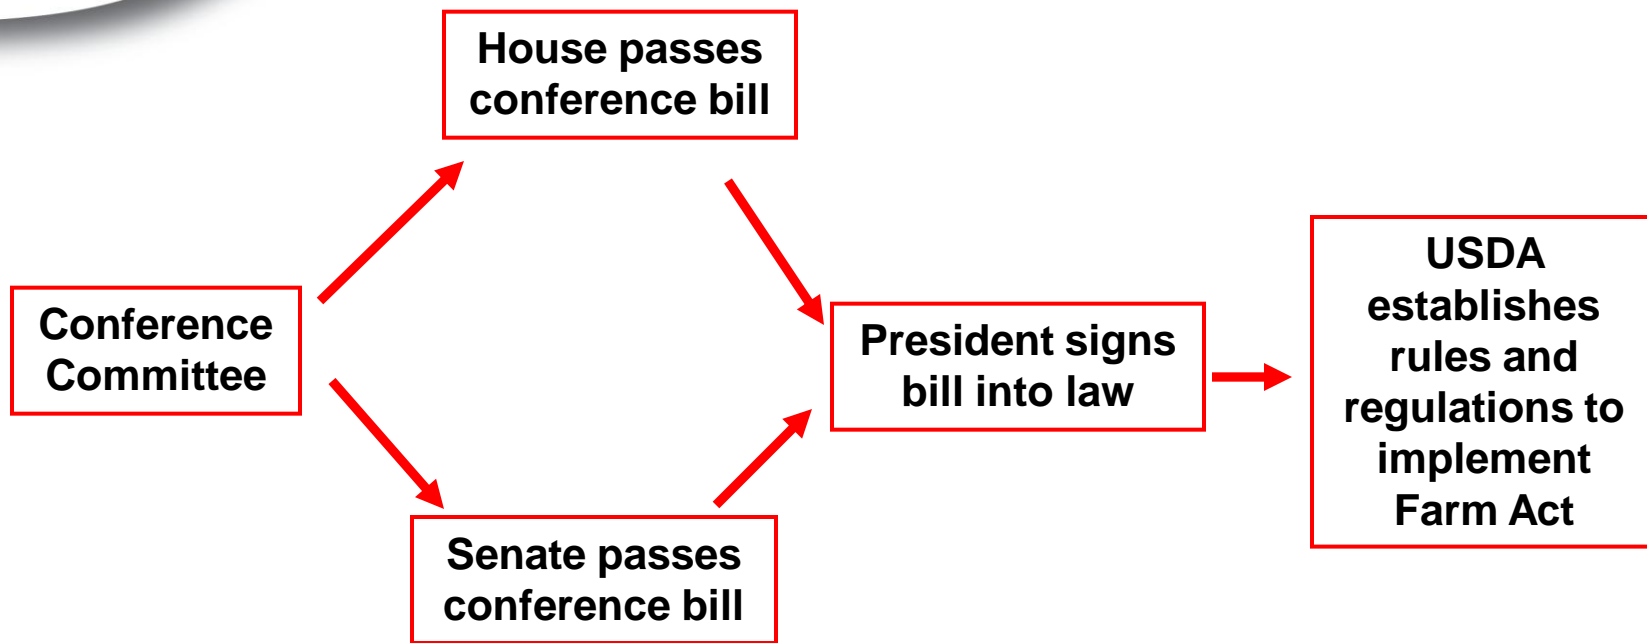 House passes
conference bill
Conference
Committee
President signs
bill into law
USDA
establishes
rules and
regulations to
implement
Farm Act
Senate passes
conference bill